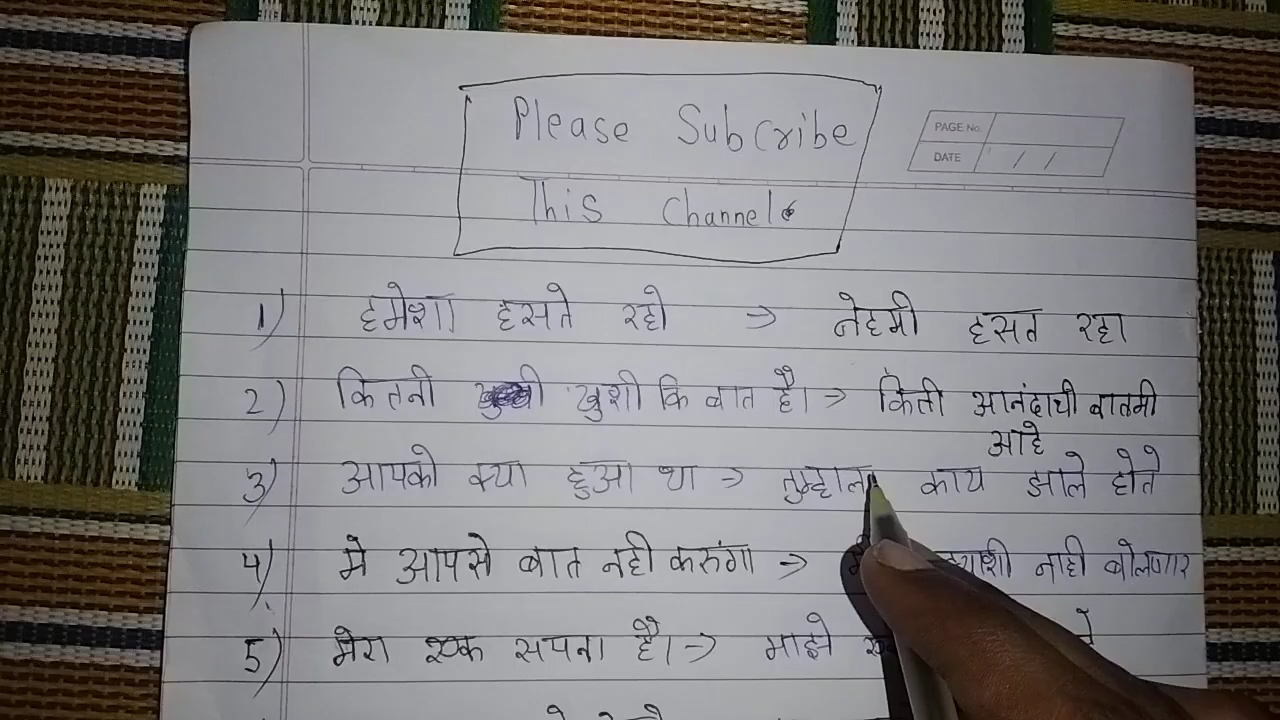 Please Subcribe
This Channel
PAGE No.
DATE / /
1) हमेशा हसते रहो → नेहमी हसत रहा
2) कितनी खुशी कि बात है। → किती आनंदाची बातमी
आहे
3) आपको क्या हुआ था → तुम्हाला काय झाले होते
4) मे आपसे बात नही करुंगा → नाही बोलणार
5) मेरा एक सपना है। → माझे